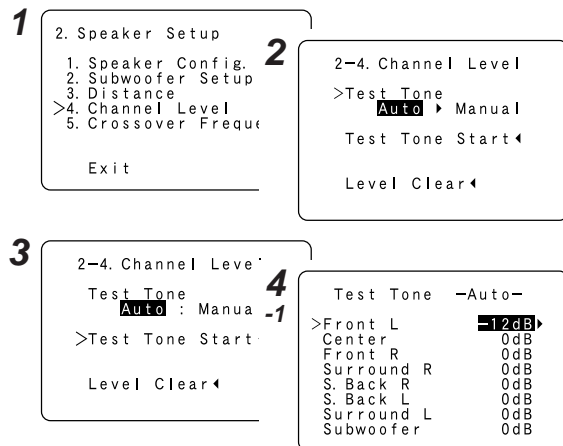 1
2. Speaker Setup
1. Speaker Config.
2. Subwoofer Setup
3. Distance
>4. Channel Level
5. Crossover Freque
Exit
2
2-4. Channel Level
>Test Tone
Auto ▶ Manual
Test Tone Start◀
Level Clear◀
3
2-4. Channel Leve
Test Tone
Auto : Manua
>Test Tone Start
Level Clear◀
4
-1
Test Tone -Auto-
>Front L -12dB▶
Center 0dB
Front R 0dB
Surround R 0dB
S. Back R 0dB
S. Back L 0dB
Surround L 0dB
Subwoofer 0dB